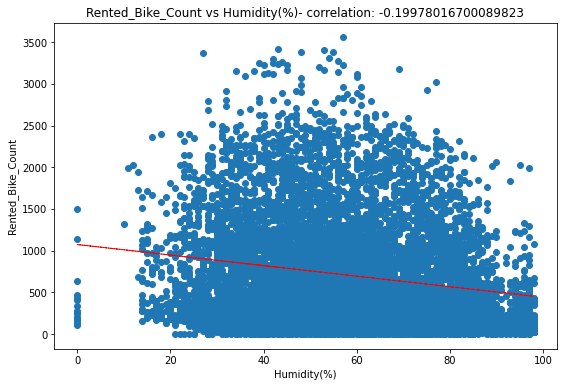 Rented_Bike_Count vs Humidity(%)- correlation: -0.19978016700089823
3500
3000
2500
2000
1500
1000
500
0
Rented_Bike_Count
0 20 40 60 80 100
Humidity(%)